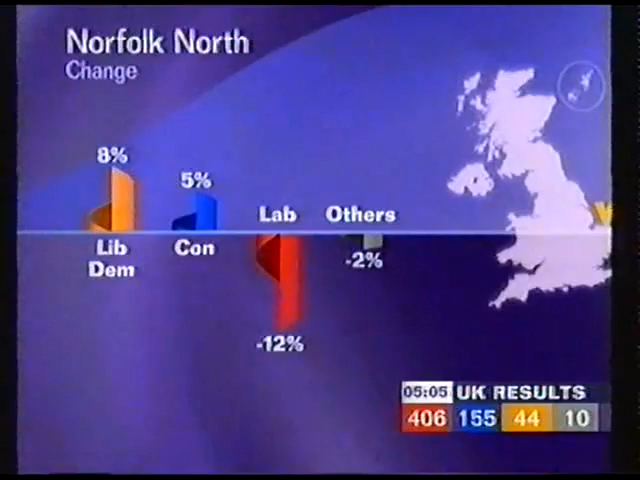 Norfolk North
Change
8%
5%
Lab
Others
Lib
Dem
Con
-2%
-12%
05:05 UK RESULTS
406 155 44 10